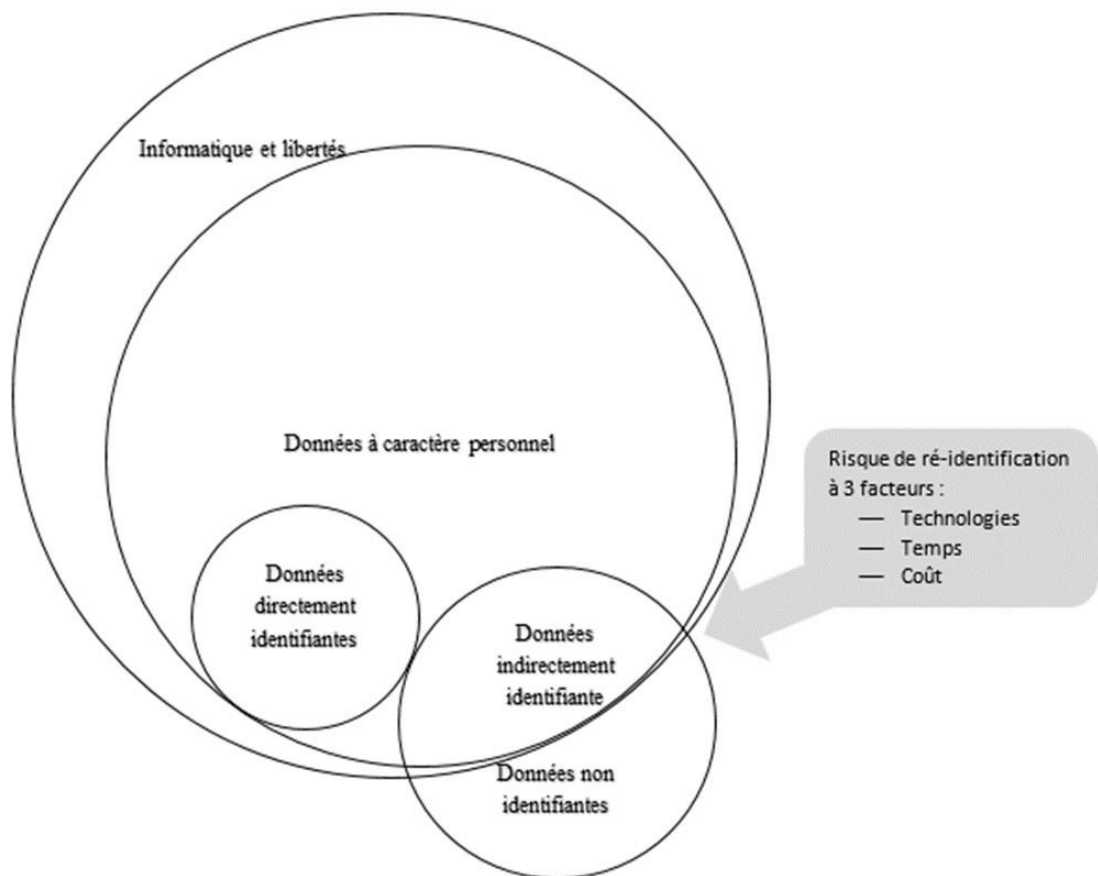 Informatique et libertés
Données à caractère personnel
Risque de ré-identification
à 3 facteurs :
— Technologies
— Temps
— Coût
Données
directement
identifiantes
Données
indirectement
identifiante
Données non
identifiantes